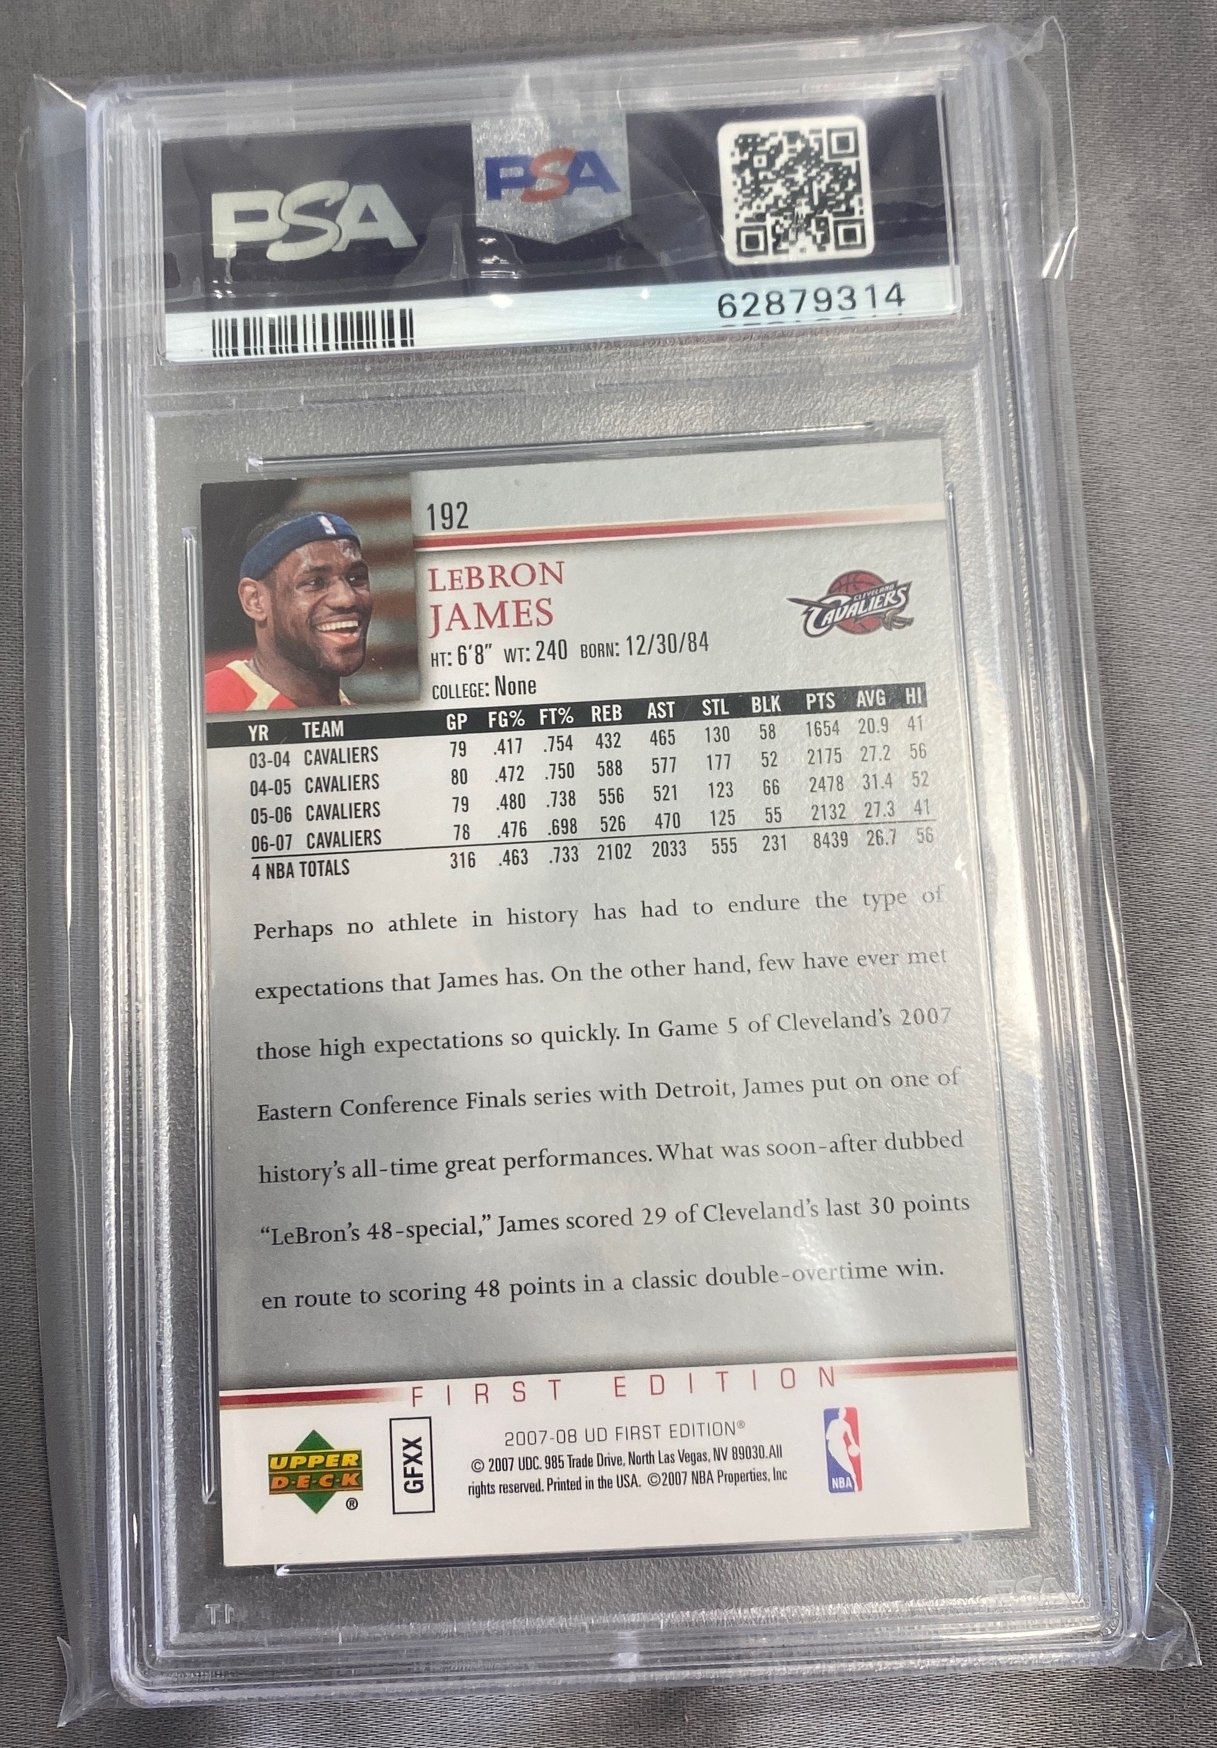 PSA
PSA
62879314
192
LEBRON
JAMES
CLEVELAND
CAVALIERS
HT: 6'8" WT: 240 BORN: 12/30/84
COLLEGE: None
YR TEAM GP FG% FT% REB AST STL BLK PTS AVG HI
03-04 CAVALIERS 79 .417 .754 432 465 130 58 1654 20.9 41
04-05 CAVALIERS 80 .472 .750 588 577 177 52 2175 27.2 56
05-06 CAVALIERS 79 .480 .738 556 521 123 66 2478 31.4 52
06-07 CAVALIERS 78 .476 .698 526 470 125 55 2132 27.3 41
4 NBA TOTALS 316 .463 .733 2102 2033 555 231 8439 26.7 56
Perhaps no athlete in history has had to endure the type of
expectations that James has. On the other hand, few have ever met
those high expectations so quickly. In Game 5 of Cleveland's 2007
Eastern Conference Finals series with Detroit, James put on one of
history's all-time great performances. What was soon-after dubbed
"LeBron's 48-special," James scored 29 of Cleveland's last 30 points
en route to scoring 48 points in a classic double-overtime win.
FIRST EDITION
UPPER
D·E·C·K
®
GFXX
2007-08 UD FIRST EDITION®
© 2007 UDC. 985 Trade Drive, North Las Vegas, NV 89030. All
rights reserved. Printed in the USA. ©2007 NBA Properties, Inc
NBA